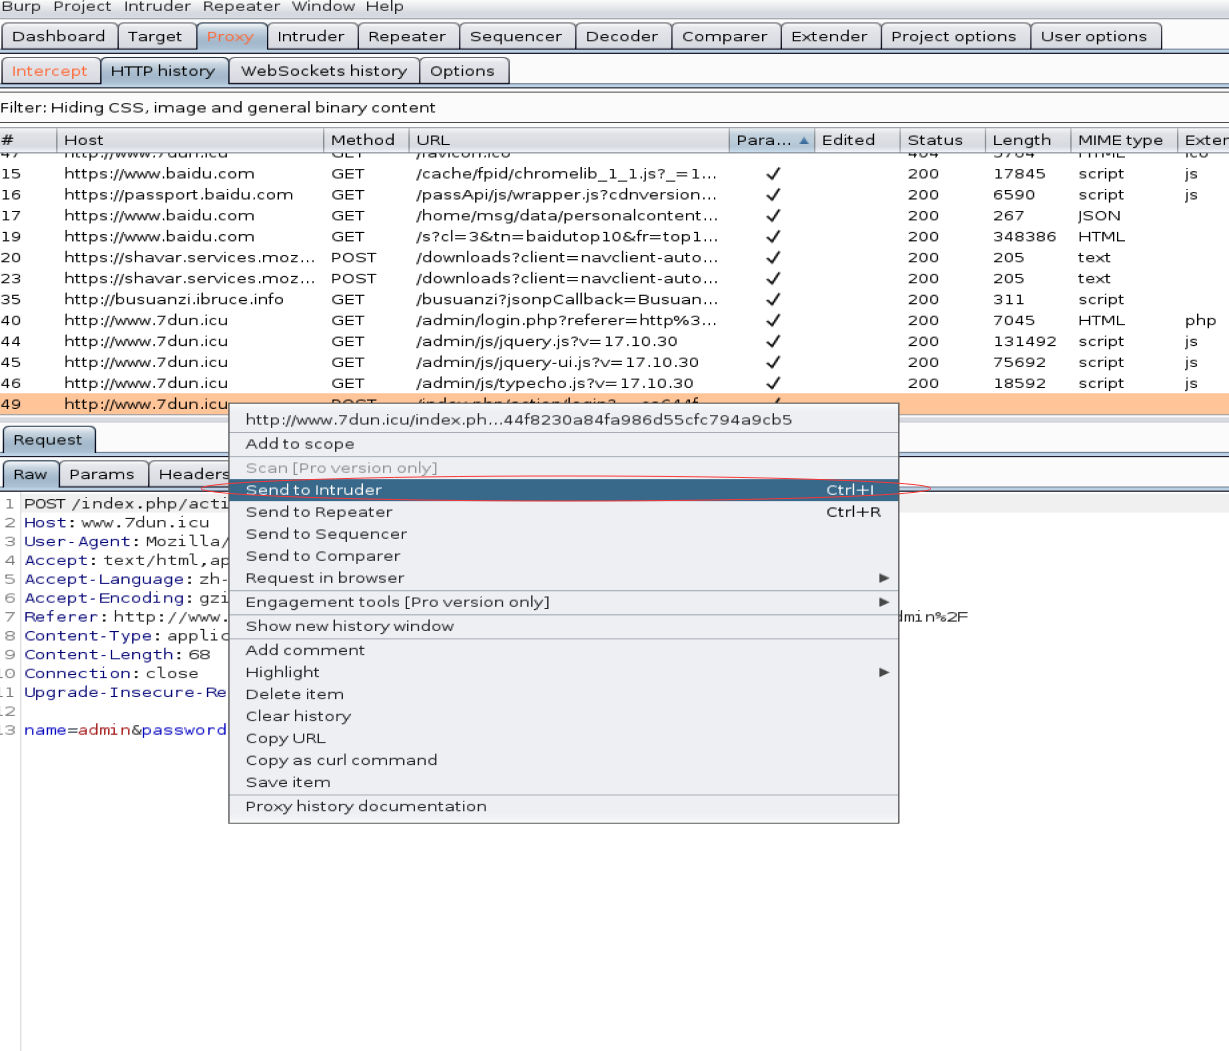 Burp Project Intruder Repeater Window Help
Dashboard Target Proxy Intruder Repeater Sequencer Decoder Comparer Extender Project options User options
Intercept HTTP history WebSockets history Options
Filter: Hiding CSS, image and general binary content
# Host Method URL Para... Edited Status Length MIME type Exter
47 http://www.7dun.icu GET /favicon.ico 404 5764 HTML ico
15 https://www.baidu.com GET /cache/fpid/chromelib_1_1.js?_=1... ✓ 200 17845 script js
16 https://passport.baidu.com GET /passApi/js/wrapper.js?cdnversion... ✓ 200 6590 script js
17 https://www.baidu.com GET /home/msg/data/personalcontent... ✓ 200 267 JSON
19 https://www.baidu.com GET /s?cl=3&tn=baidutop10&fr=top1... ✓ 200 348386 HTML
20 https://shavar.services.moz... POST /downloads?client=navclient-auto... ✓ 200 205 text
23 https://shavar.services.moz... POST /downloads?client=navclient-auto... ✓ 200 205 text
35 http://busuanzi.ibruce.info GET /busuanzi?jsonpCallback=Busuan... ✓ 200 311 script
40 http://www.7dun.icu GET /admin/login.php?referer=http%3... ✓ 200 7045 HTML php
44 http://www.7dun.icu GET /admin/js/jquery.js?v=17.10.30 ✓ 200 131492 script js
45 http://www.7dun.icu GET /admin/js/jquery-ui.js?v=17.10.30 ✓ 200 75692 script js
46 http://www.7dun.icu GET /admin/js/typecho.js?v=17.10.30 ✓ 200 18592 script js
49 http://www.7dun.icu POST /index.php/action/login?
http://www.7dun.icu/index.ph...44f8230a84fa986d55cfc794a9cb5
Add to scope
Scan [Pro version only]
Send to Intruder Ctrl+I
Send to Repeater Ctrl+R
Send to Sequencer
Send to Comparer
Request in browser
Engagement tools [Pro version only]
Show new history window
Add comment
Highlight
Delete item
Clear history
Copy URL
Copy as curl command
Save item
Proxy history documentation
Request
Raw Params Headers
1 POST /index.php/acti
2 Host: www.7dun.icu
3 User-Agent: Mozilla/
4 Accept: text/html,ap
5 Accept-Language: zh-
6 Accept-Encoding: gzi
7 Referer: http://www. dmin%2F
8 Content-Type: applic
9 Content-Length: 68
10 Connection: close
11 Upgrade-Insecure-Re
12
13 name=admin&password